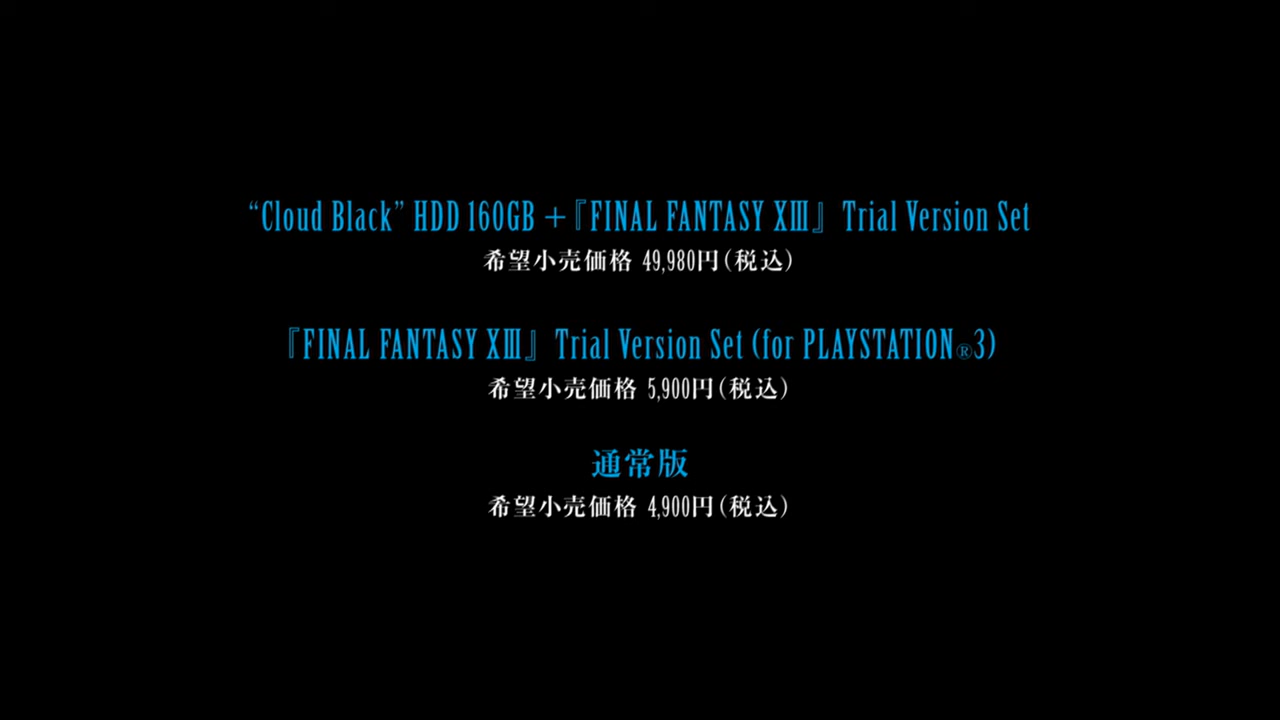 “Cloud Black” HDD 160GB ＋『FINAL FANTASY XⅢ』 Trial Version Set
希望小売価格 49,980円（税込）
『FINAL FANTASY XⅢ』 Trial Version Set (for PLAYSTATION®3)
希望小売価格 5,900円（税込）
通常版
希望小売価格 4,900円（税込）